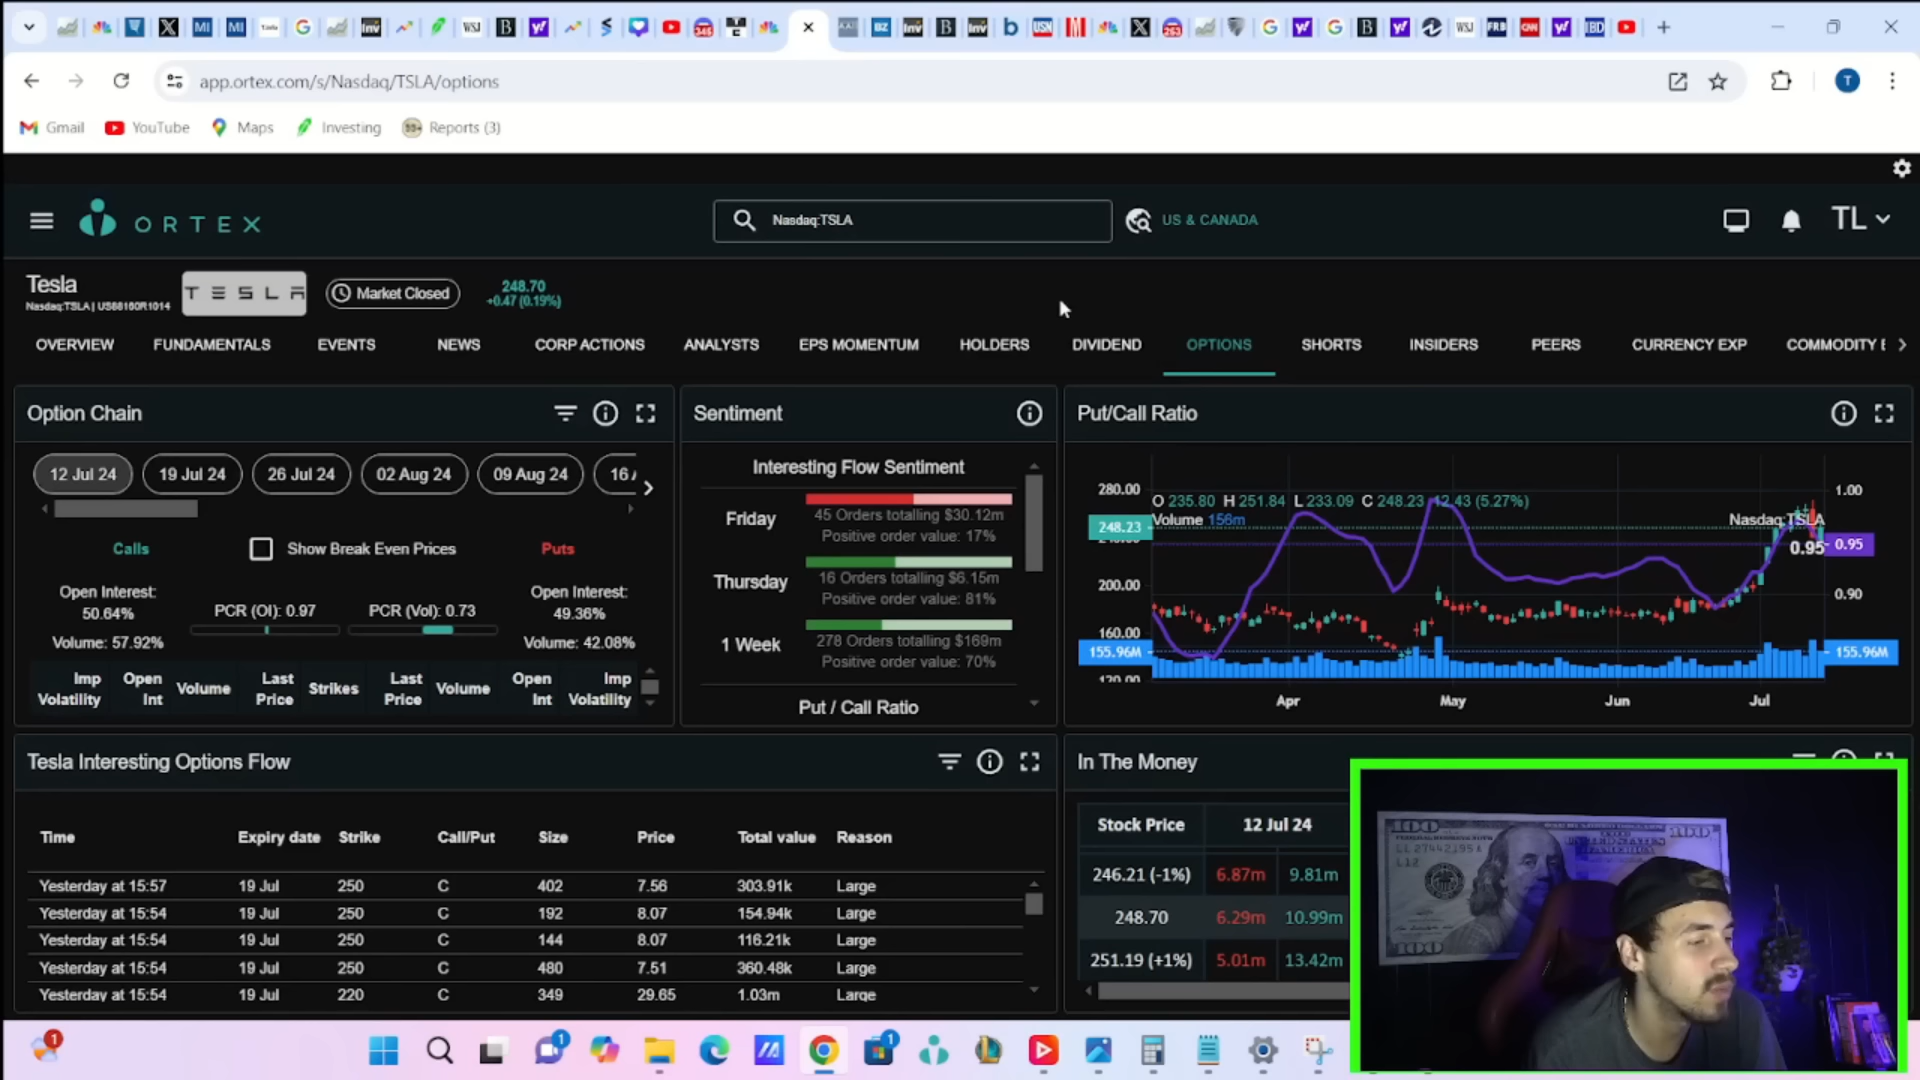 app.ortex.com/s/Nasdaq/TSLA/options
Gmail YouTube Maps Investing Reports (3)
ORTEX
Nasdaq:TSLA
US & CANADA
TL
Tesla
Nasdaq:TSLA | US88160R1014
TESLA
Market Closed
248.70
+0.47 (0.19%)
OVERVIEW FUNDAMENTALS EVENTS NEWS CORP ACTIONS ANALYSTS EPS MOMENTUM HOLDERS DIVIDEND OPTIONS SHORTS INSIDERS PEERS CURRENCY EXP COMMODITY E
Option Chain
12 Jul 24 19 Jul 24 26 Jul 24 02 Aug 24 09 Aug 24
Calls Show Break Even Prices Puts
Open Interest: 50.64%
PCR (OI): 0.97 PCR (Vol): 0.73
Open Interest: 49.36%
Volume: 57.92% Volume: 42.08%
Imp Volatility Open Int Volume Last Price Strikes Last Price Volume Open Int Imp Volatility
Sentiment
Interesting Flow Sentiment
Friday
45 Orders totalling $30.12m
Positive order value: 17%
Thursday
16 Orders totalling $6.15m
Positive order value: 81%
1 Week
278 Orders totalling $169m
Positive order value: 70%
Put / Call Ratio
Put/Call Ratio
280.00 O 235.80 H 251.84 L 233.09 C 248.23 12.43 (5.27%) 1.00
Volume 156m Nasdaq:TSLA
248.23
0.95 0.95
200.00 0.90
160.00
155.96M 155.96M
120.00
Apr May Jun Jul
Tesla Interesting Options Flow
Time Expiry date Strike Call/Put Size Price Total value Reason
Yesterday at 15:57 19 Jul 250 C 402 7.56 303.91k Large
Yesterday at 15:54 19 Jul 250 C 192 8.07 154.94k Large
Yesterday at 15:54 19 Jul 250 C 144 8.07 116.21k Large
Yesterday at 15:54 19 Jul 250 C 480 7.51 360.48k Large
Yesterday at 15:54 19 Jul 220 C 349 29.65 1.03m Large
In The Money
Stock Price 12 Jul 24
246.21 (-1%) 6.87m 9.81m
248.70 6.29m 10.99m
251.19 (+1%) 5.01m 13.42m